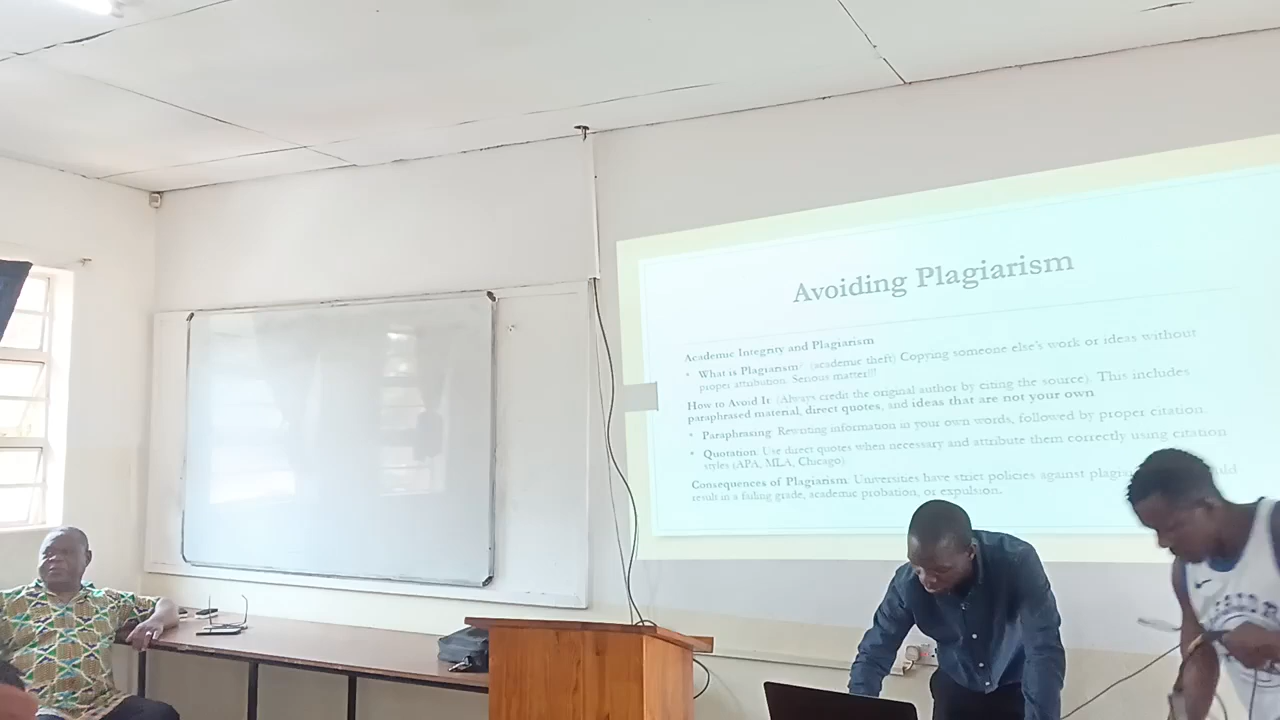 Avoiding Plagiarism
Academic Integrity and Plagiarism
• What is Plagiarism? (academic theft) Copying someone else's work or ideas without
proper attribution. Serious matter!!!
How to Avoid It: (Always credit the original author by citing the source). This includes
paraphrased material, direct quotes, and ideas that are not your own
• Paraphrasing: Rewriting information in your own words, followed by proper citation.
• Quotation: Use direct quotes when necessary and attribute them correctly using citation
styles (APA, MLA, Chicago)
Consequences of Plagiarism: Universities have strict policies against
result in a failing grade, academic probation, or expulsion.